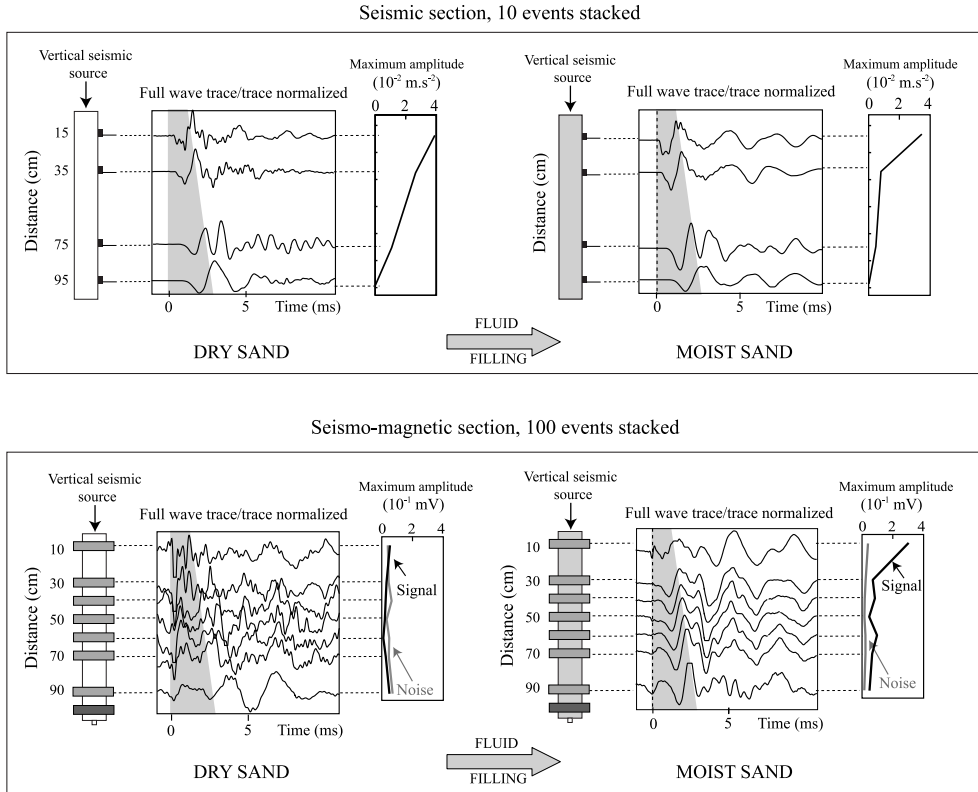 Seismic section, 10 events stacked
Vertical seismic
source
Full wave trace/trace normalized
Maximum amplitude
(10-2 m.s-2)
0 2 4
Distance (cm)
15
35
75
95
0 5 Time (ms)
DRY SAND
FLUID
FILLING
Vertical seismic
source
Full wave trace/trace normalized
Maximum amplitude
(10-2 m.s-2)
0 2 4
Distance (cm)
0 5 Time (ms)
MOIST SAND
Seismo-magnetic section, 100 events stacked
Vertical seismic
source
Full wave trace/trace normalized
Maximum amplitude
(10-1 mV)
0 2 4
Distance (cm)
10
30
50
70
90
Signal
Noise
0 5 Time (ms)
DRY SAND
FLUID
FILLING
Vertical seismic
source
Full wave trace/trace normalized
Maximum amplitude
(10-1 mV)
0 2 4
Distance (cm)
10
30
50
70
90
Signal
Noise
0 5 Time (ms)
MOIST SAND